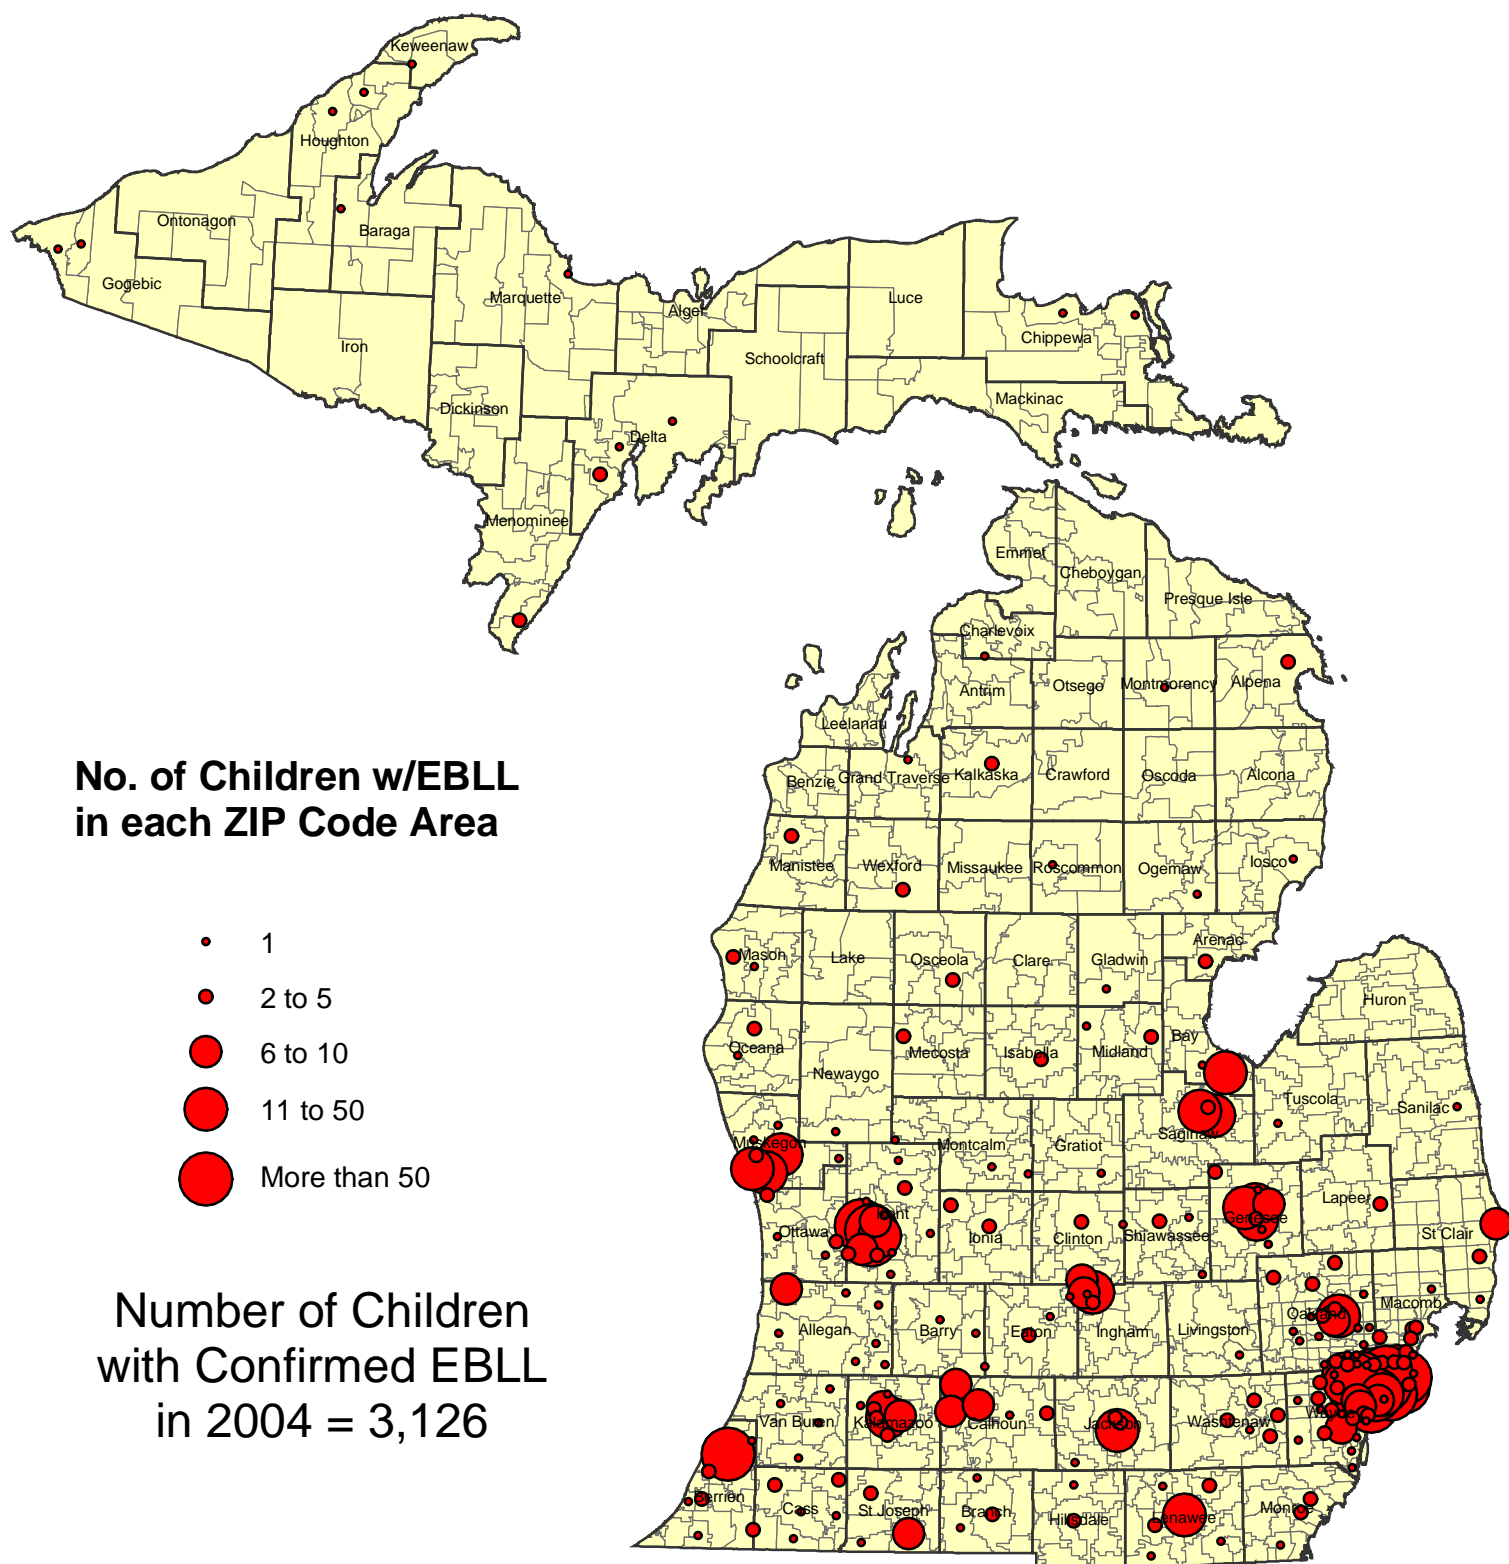 Keweenaw
Houghton
Ontonagon
Baraga
Gogebic
Marquette
Alger
Luce
Chippewa
Iron
Schoolcraft
Mackinac
Dickinson
Delta
Menominee
Emmet
Cheboygan
Presque Isle
Charlevoix
Antrim
Otsego
Montmorency
Alpena
Leelanau
No. of Children w/EBLL
in each ZIP Code Area
Benzie
Grand Traverse
Kalkaska
Crawford
Oscoda
Alcona
Manistee
Wexford
Missaukee
Roscommon
Ogemaw
Iosco
1
2 to 5
6 to 10
11 to 50
More than 50
Mason
Lake
Osceola
Clare
Gladwin
Arenac
Huron
Oceana
Newaygo
Mecosta
Isabella
Midland
Bay
Tuscola
Sanilac
Muskegon
Montcalm
Gratiot
Saginaw
Ottawa
Kent
Ionia
Clinton
Shiawassee
Genesee
Lapeer
St Clair
Number of Children
with Confirmed EBLL
in 2004 = 3,126
Allegan
Barry
Eaton
Ingham
Livingston
Oakland
Macomb
Van Buren
Kalamazoo
Calhoun
Jackson
Washtenaw
Wayne
Berrien
Cass
St Joseph
Branch
Hillsdale
Lenawee
Monroe